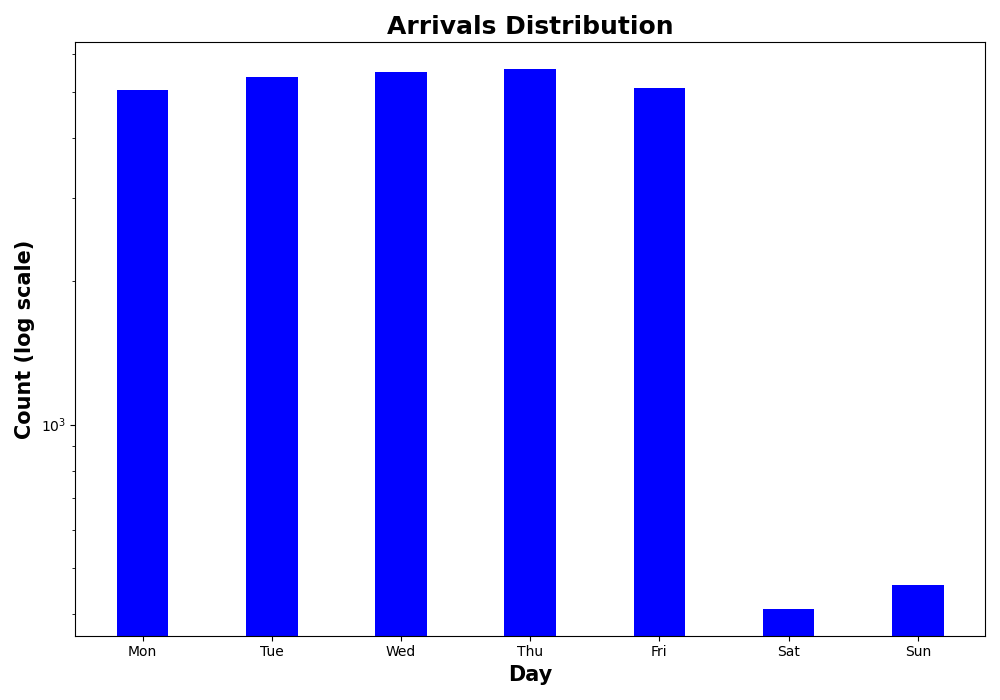 Arrivals Distribution
Count (log scale)
10³
Mon Tue Wed Thu Fri Sat Sun
Day